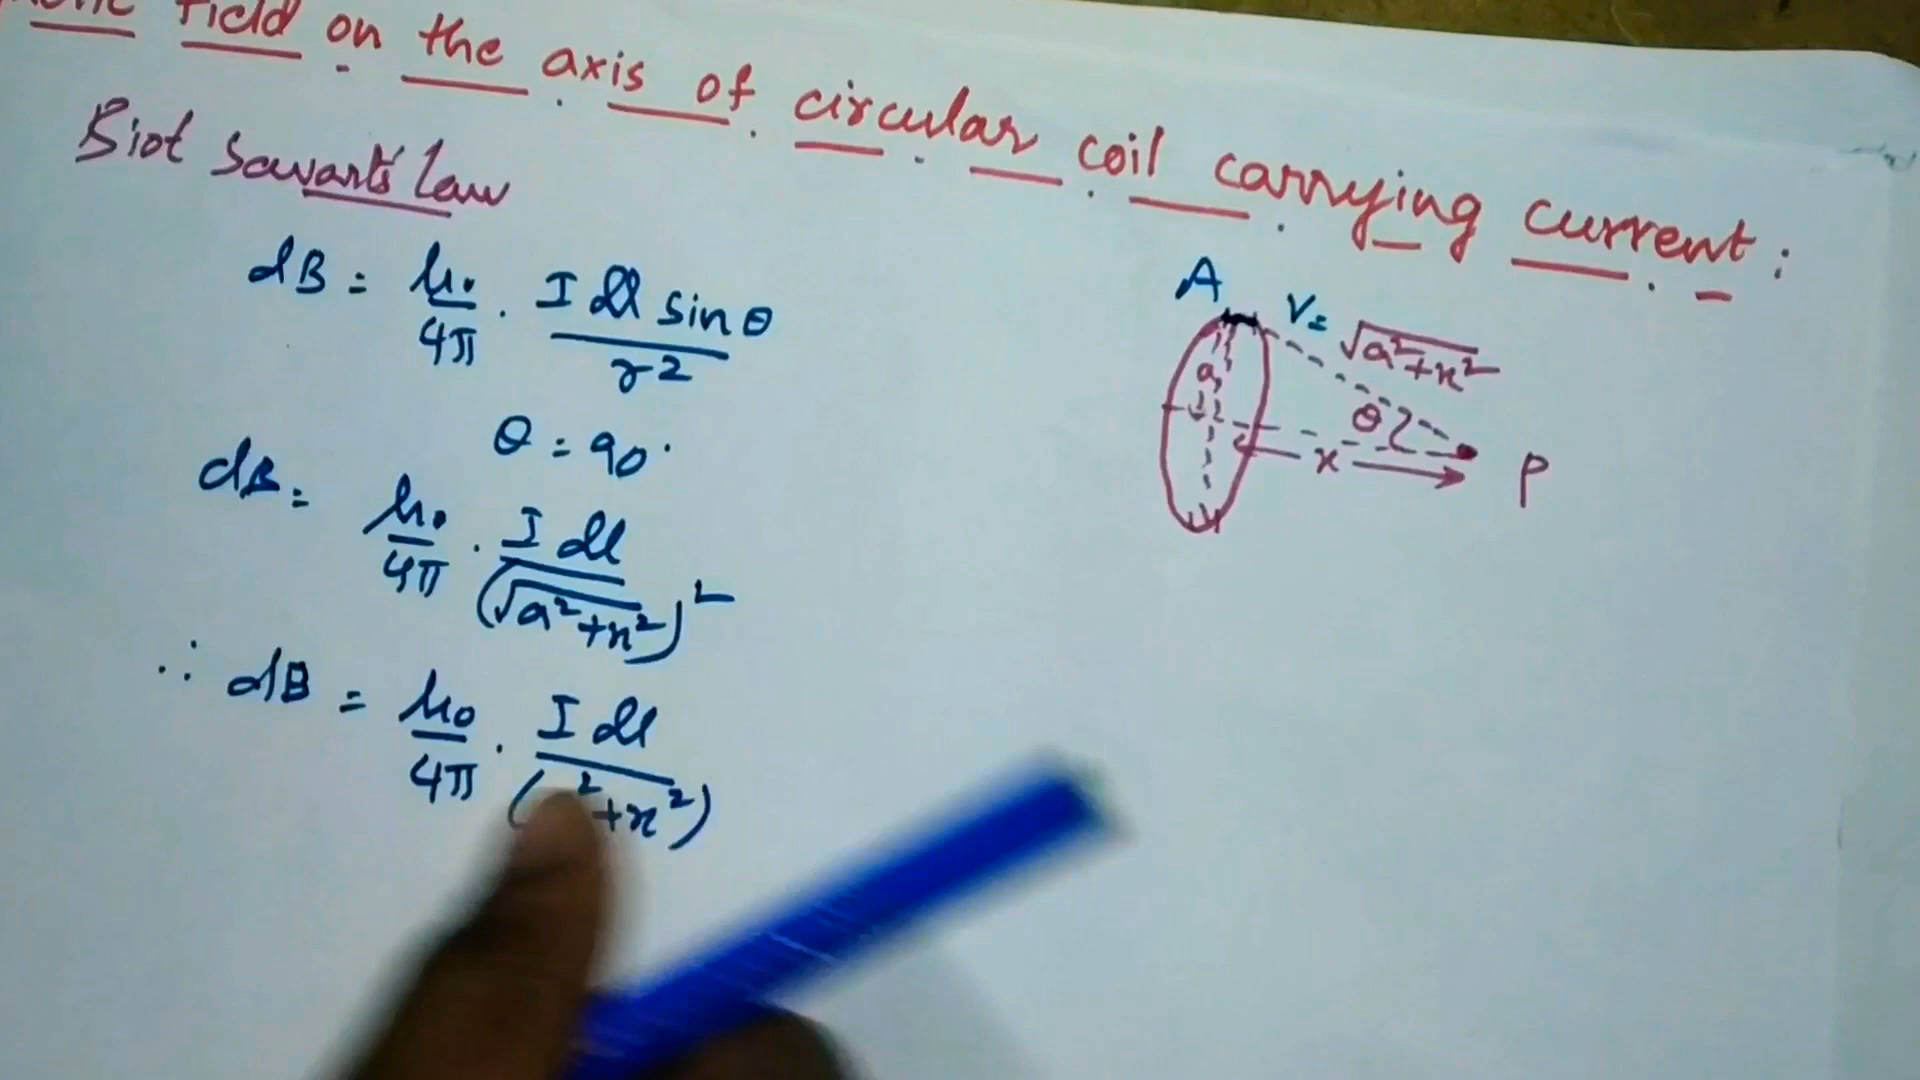 field on the axis of circular coil carrying current :
Biot Savart's law
dB = μ₀/4π . I dl sin θ / r²
θ = 90°
dB = μ₀/4π . I dl / (√a²+x²)²
∴ dB = μ₀/4π . I dl / ( ²+x²)
A
r = √a²+x²
a
θ
x
P